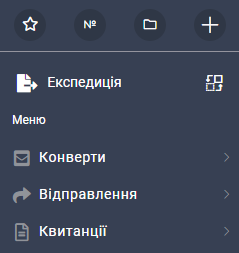 №
Експедиція
Меню
Конверти
Відправлення
Квитанції